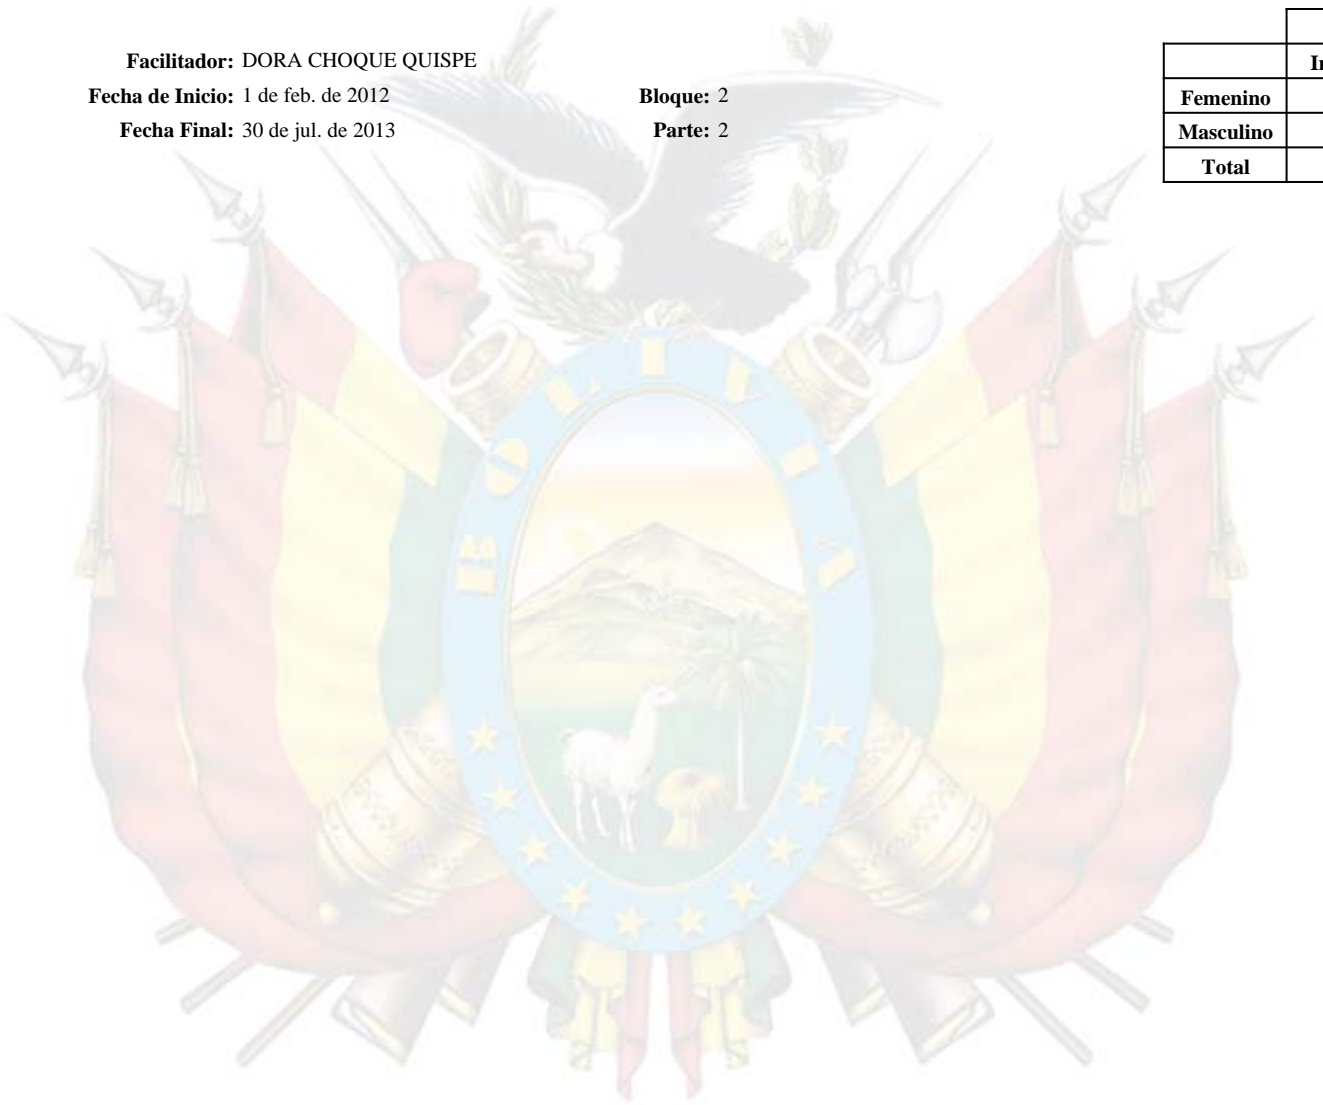 Facilitador: DORA CHOQUE QUISPE
Fecha de Inicio: 1 de feb. de 2012
Bloque: 2
Fecha Final: 30 de jul. de 2013
Parte: 2
Femenino
Masculino
Total
BOLIVIA